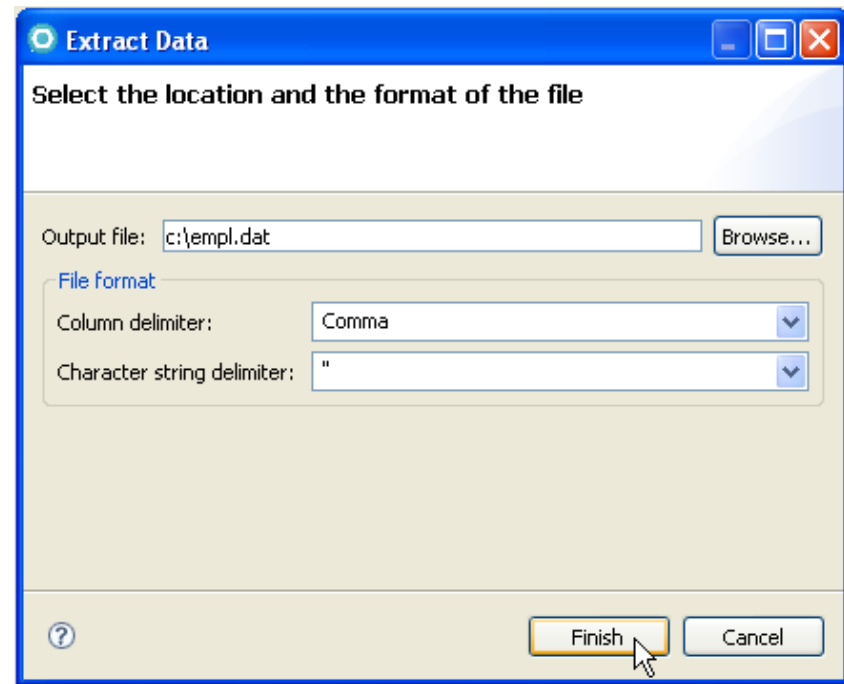 Extract Data
Select the location and the format of the file
Output file: c:\empl.dat Browse...
File format
Column delimiter: Comma
Character string delimiter: "
? Finish Cancel